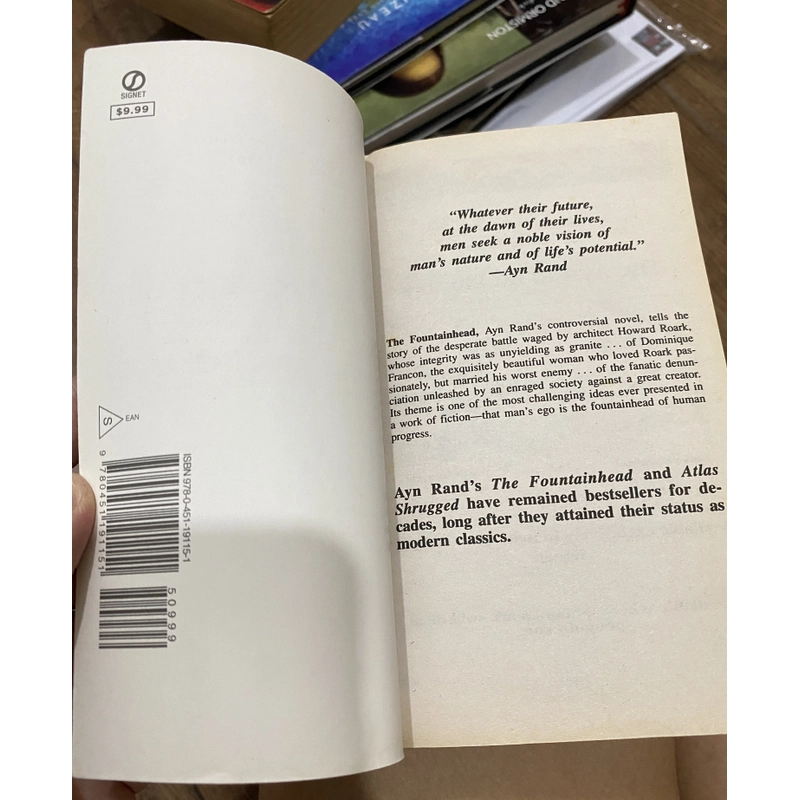 IZEAU
ND ORMISTON
SIGNET
$9.99
S
EAN
ISBN 978-0-451-19115-1
9 780451 191151
50999
“Whatever their future,
at the dawn of their lives,
men seek a noble vision of
man’s nature and of life’s potential.”
—Ayn Rand
The Fountainhead, Ayn Rand’s controversial novel, tells the
story of the desperate battle waged by architect Howard Roark,
whose integrity was as unyielding as granite . . . of Dominique
Francon, the exquisitely beautiful woman who loved Roark pas-
sionately, but married his worst enemy . . . of the fanatic denun-
ciation unleashed by an enraged society against a great creator.
Its theme is one of the most challenging ideas ever presented in
a work of fiction—that man’s ego is the fountainhead of human
progress.
Ayn Rand’s The Fountainhead and Atlas
Shrugged have remained bestsellers for de-
cades, long after they attained their status as
modern classics.